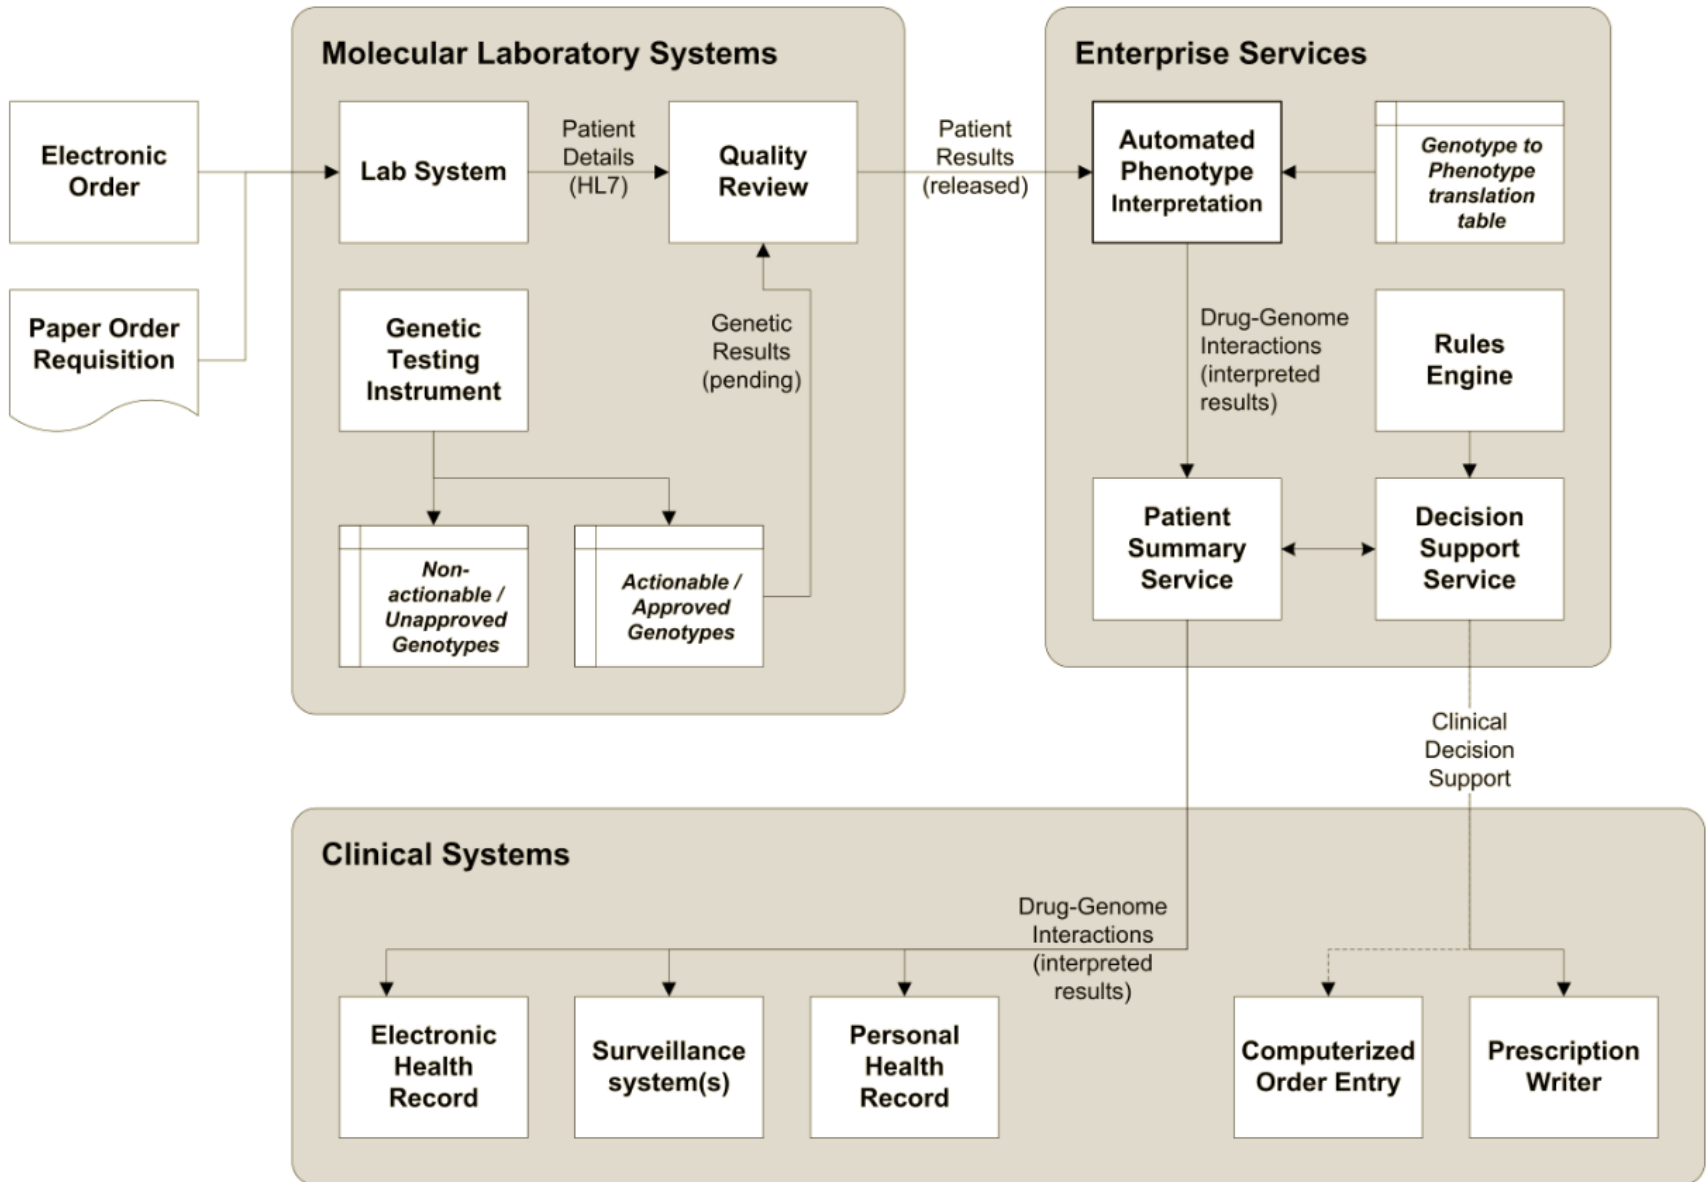 Molecular Laboratory Systems
Enterprise Services
Electronic
Order
Paper Order
Requisition
Lab System
Patient
Details
(HL7)
Quality
Review
Patient
Results
(released)
Automated
Phenotype
Interpretation
Genotype to
Phenotype
translation
table
Genetic
Testing
Instrument
Genetic
Results
(pending)
Drug-Genome
Interactions
(interpreted
results)
Rules
Engine
Non-
actionable /
Unapproved
Genotypes
Actionable /
Approved
Genotypes
Patient
Summary
Service
Decision
Support
Service
Clinical
Decision
Support
Clinical Systems
Drug-Genome
Interactions
(interpreted
results)
Electronic
Health
Record
Surveillance
system(s)
Personal
Health
Record
Computerized
Order Entry
Prescription
Writer